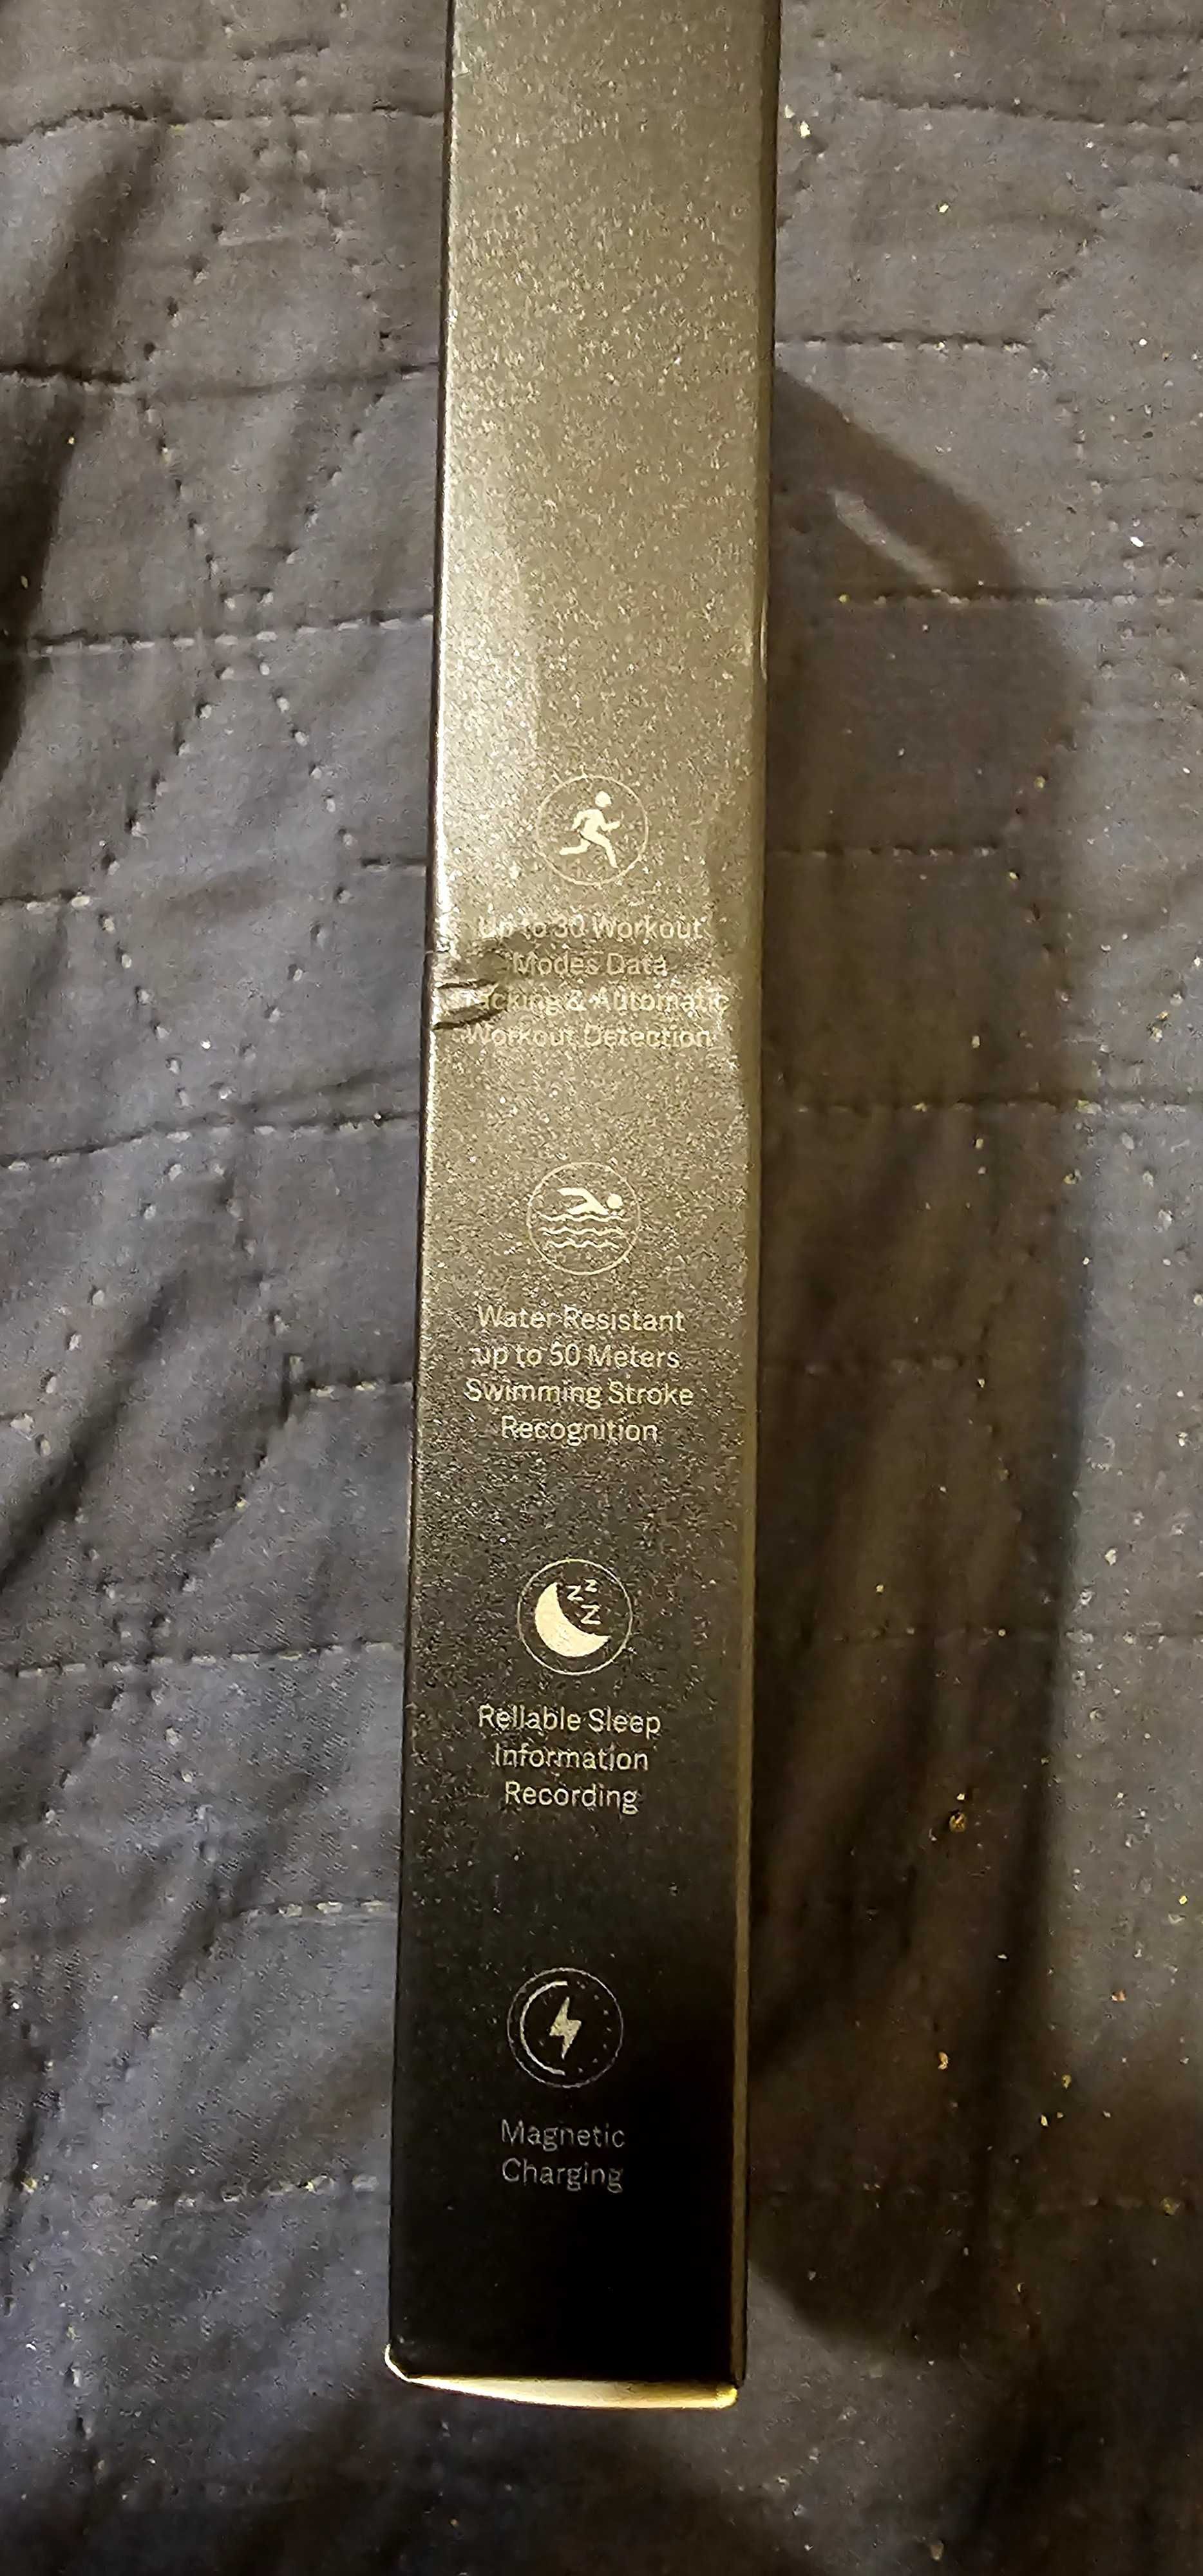 Up to 30 Workout
Modes Data
Tracking & Automatic
Workout Detection
Water Resistant
up to 50 Meters
Swimming Stroke
Recognition
Reliable Sleep
Information
Recording
Magnetic
Charging